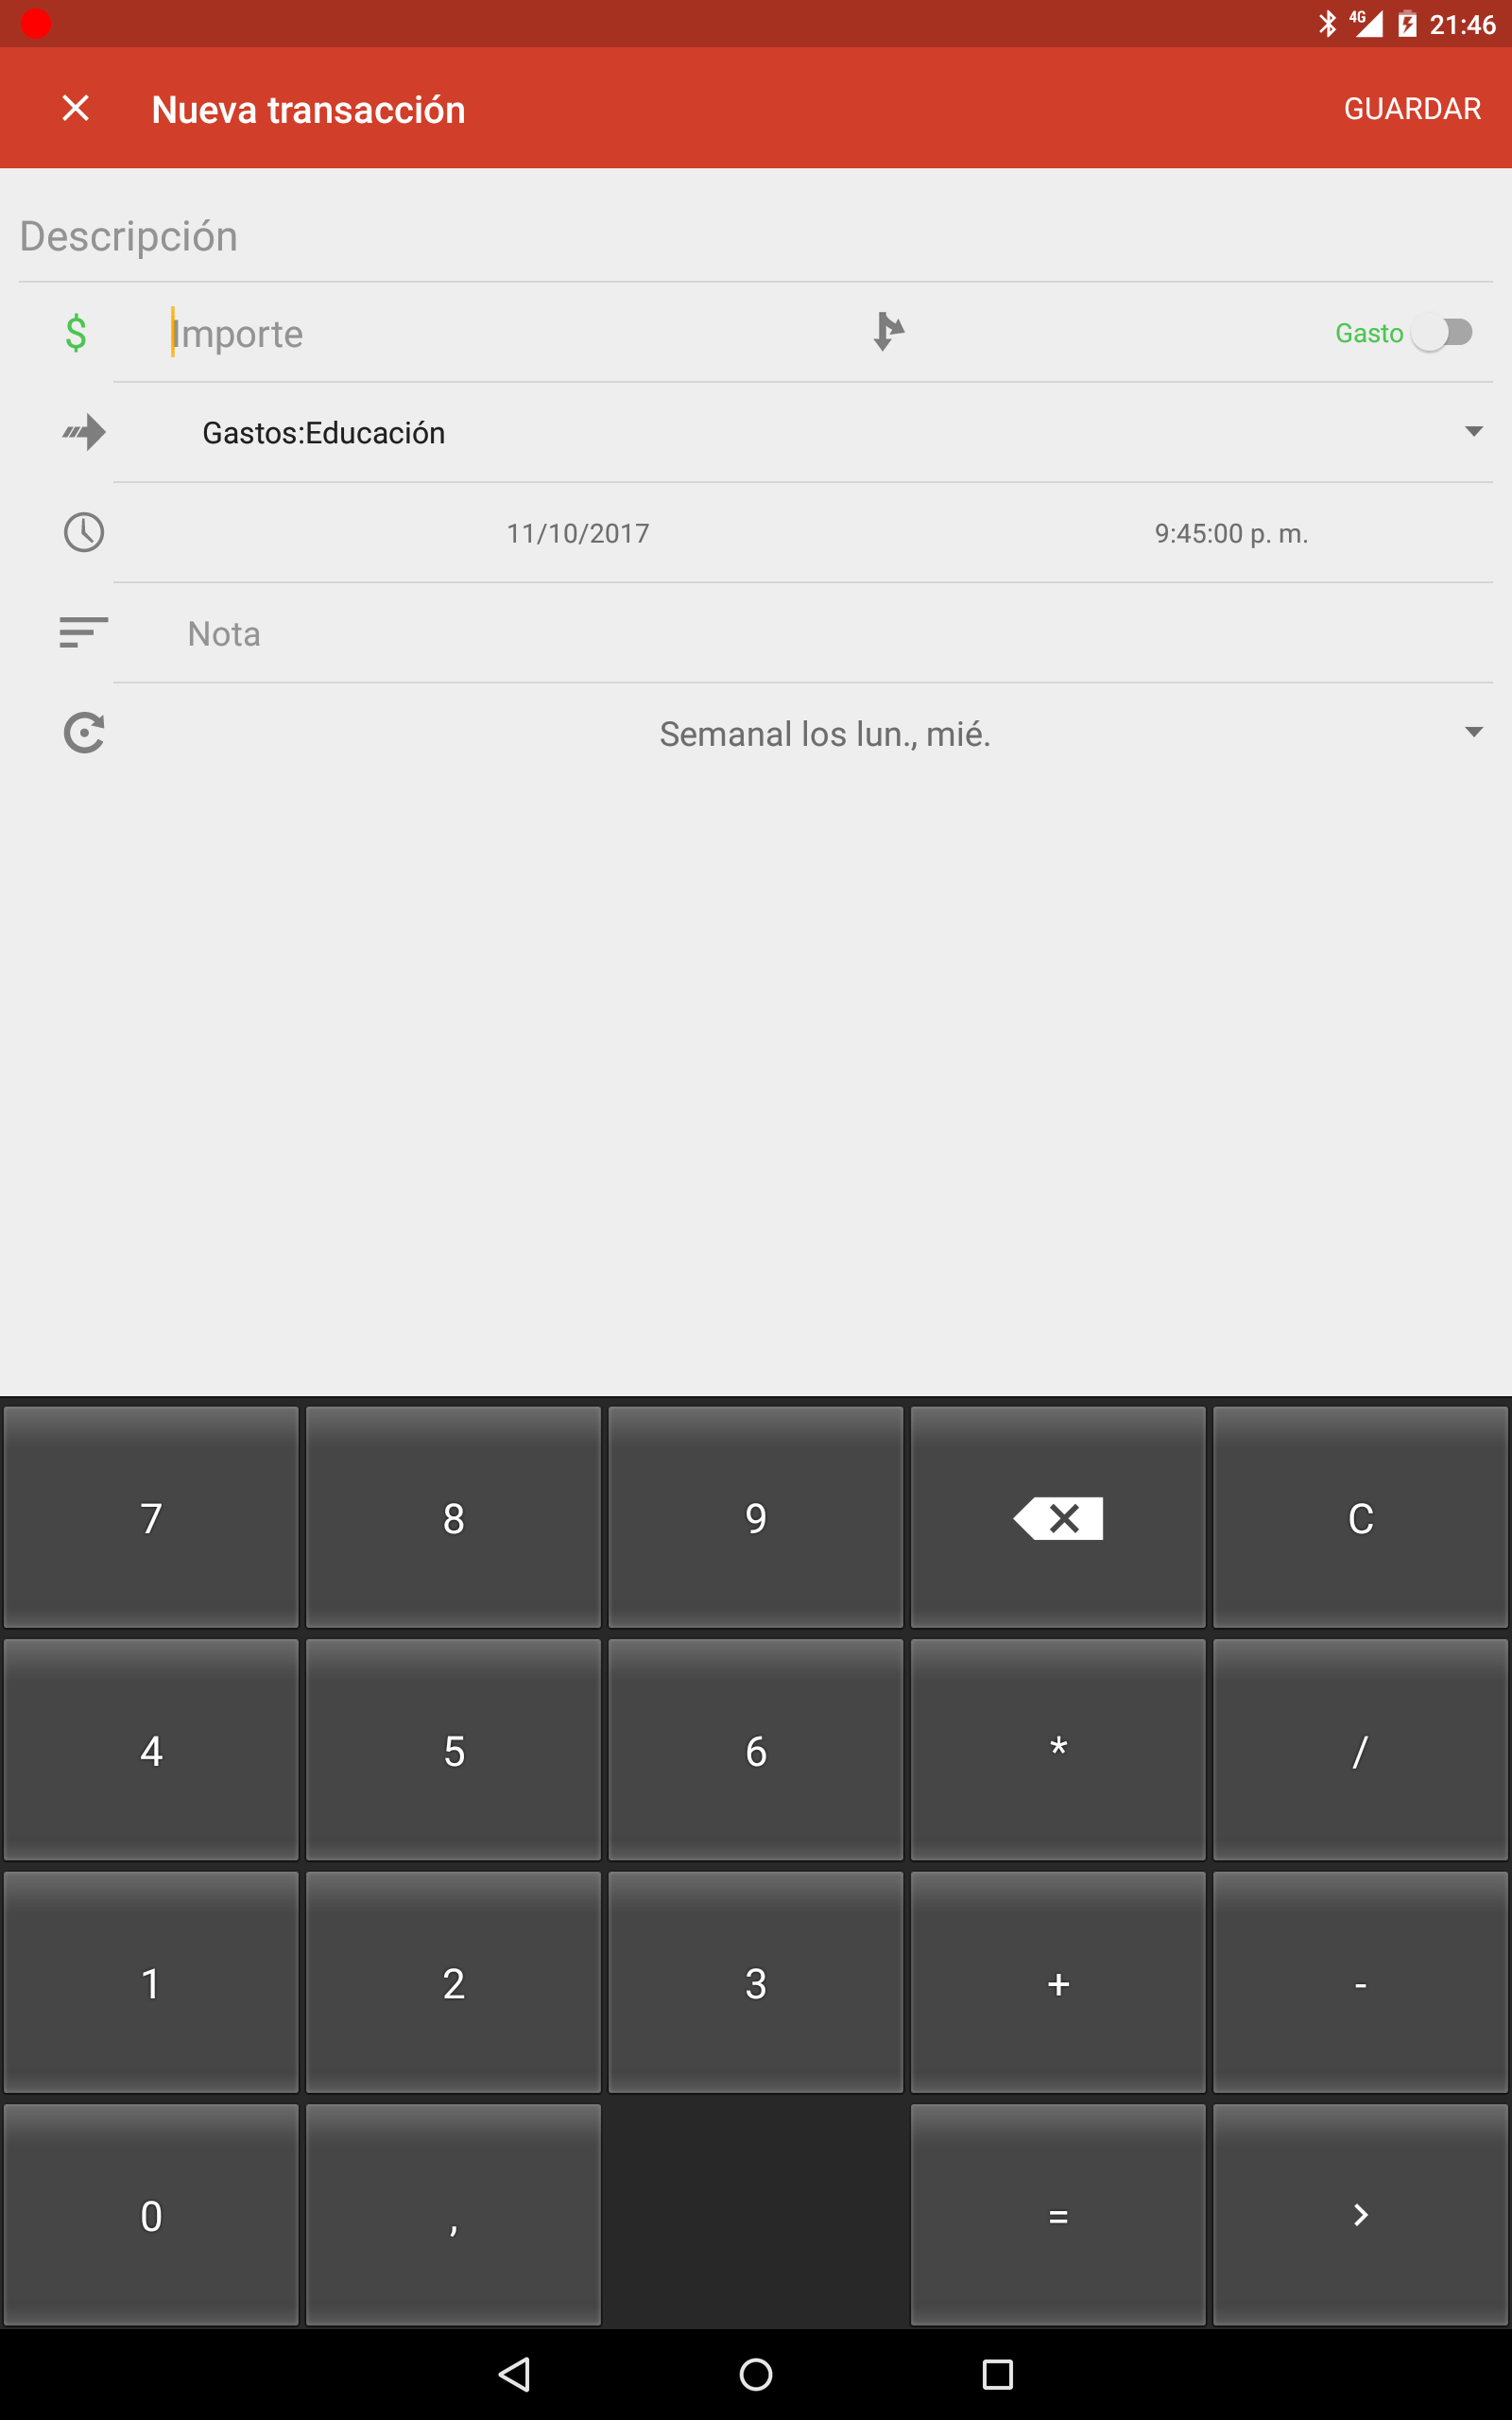 4G 21:46
Nueva transacción GUARDAR
Descripción
$ Importe Gasto
Gastos:Educación
11/10/2017 9:45:00 p. m.
Nota
Semanal los lun., mié.
7 8 9 C
4 5 6 * /
1 2 3 + -
0 , = >